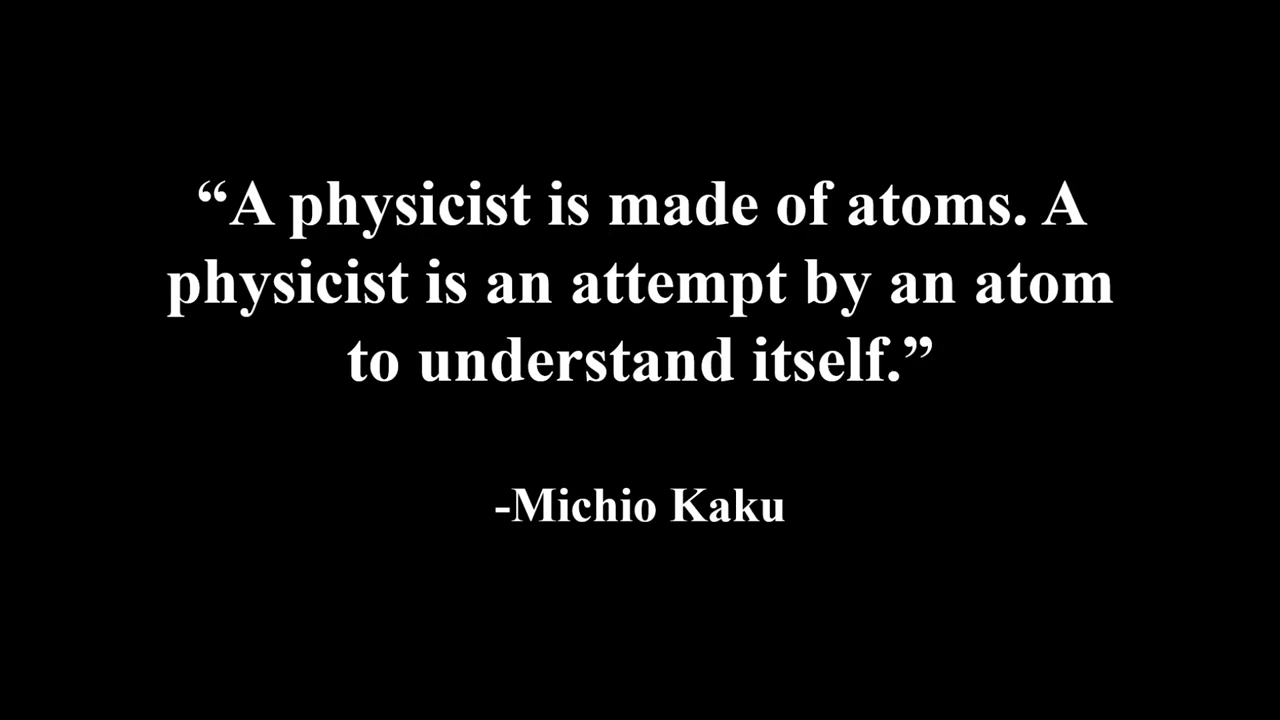 “A physicist is made of atoms. A
physicist is an attempt by an atom
to understand itself.”
-Michio Kaku